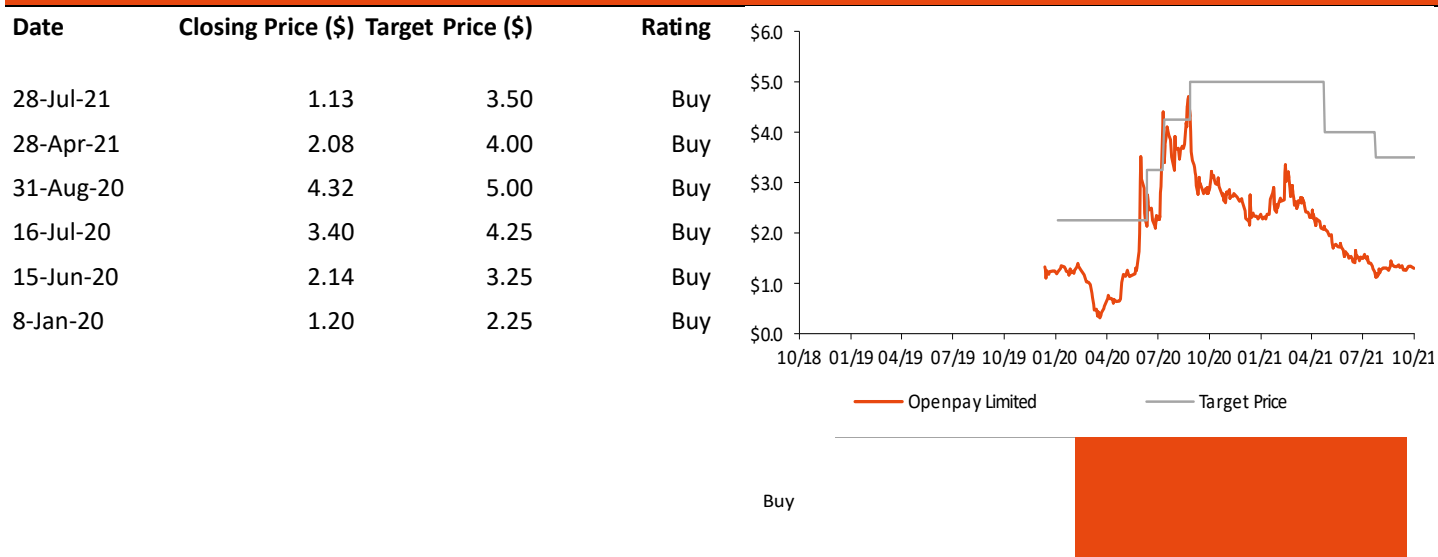 Date Closing Price ($) Target Price ($) Rating
28-Jul-21 1.13 3.50 Buy
28-Apr-21 2.08 4.00 Buy
31-Aug-20 4.32 5.00 Buy
16-Jul-20 3.40 4.25 Buy
15-Jun-20 2.14 3.25 Buy
8-Jan-20 1.20 2.25 Buy
$6.0
$5.0
$4.0
$3.0
$2.0
$1.0
$0.0
10/18 01/19 04/19 07/19 10/19 01/20 04/20 07/20 10/20 01/21 04/21 07/21 10/21
Openpay Limited Target Price
Buy